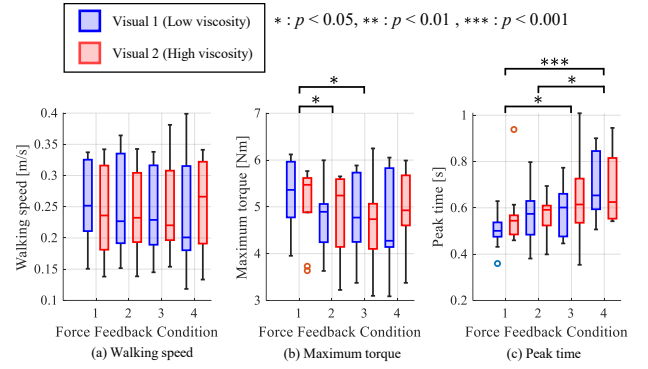 Visual 1 (Low viscosity)
Visual 2 (High viscosity)
* : p < 0.05, ** : p < 0.01 , *** : p < 0.001
Walking speed [m/s]
0.4
0.35
0.3
0.25
0.2
0.15
0.1
1 2 3 4
Force Feedback Condition
(a) Walking speed
Maximum torque [Nm]
*
*
7
6
5
4
3
1 2 3 4
Force Feedback Condition
(b) Maximum torque
Peak time [s]
***
*
*
1
0.8
0.6
0.4
0.2
1 2 3 4
Force Feedback Condition
(c) Peak time